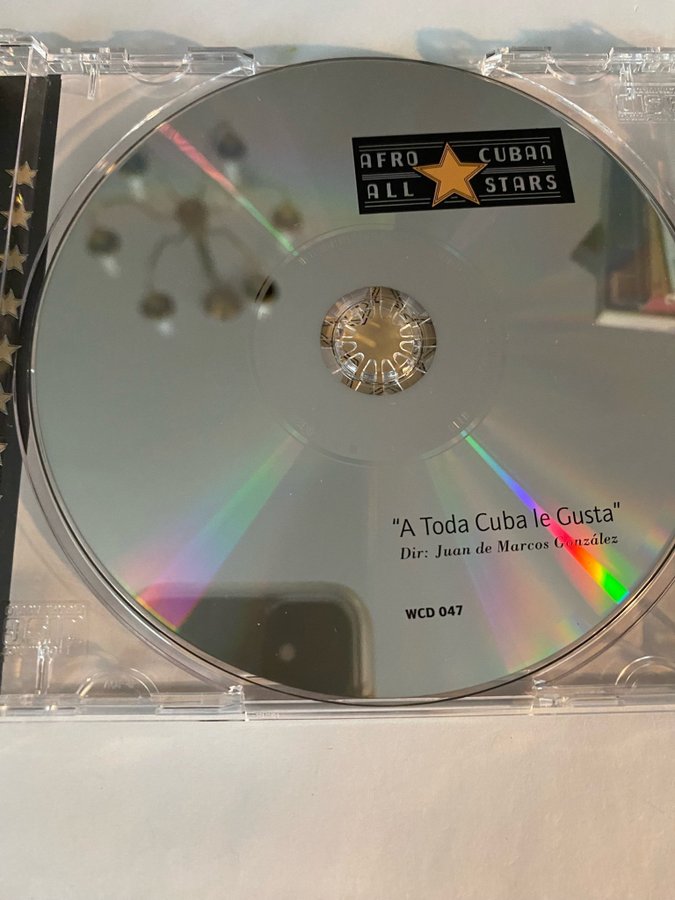 AFRO CUBAN
ALL STARS
"A Toda Cuba le Gusta"
Dir: Juan de Marcos González
WCD 047